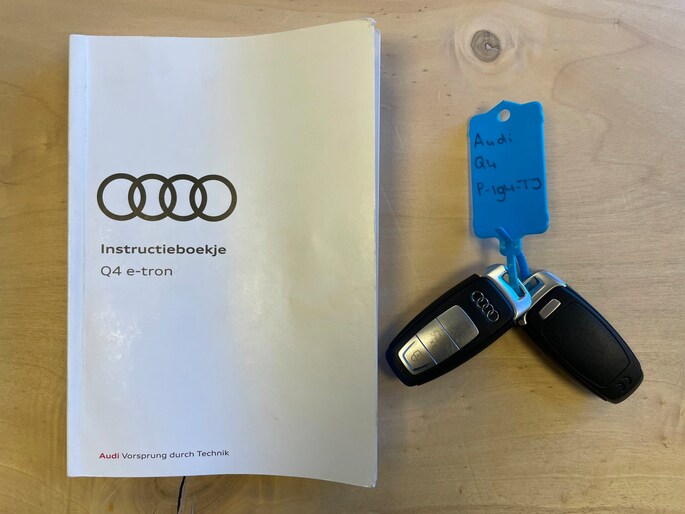 Instructieboekje
Q4 e-tron
Audi Vorsprung durch Technik
Audi
Q4
P-194-TJ